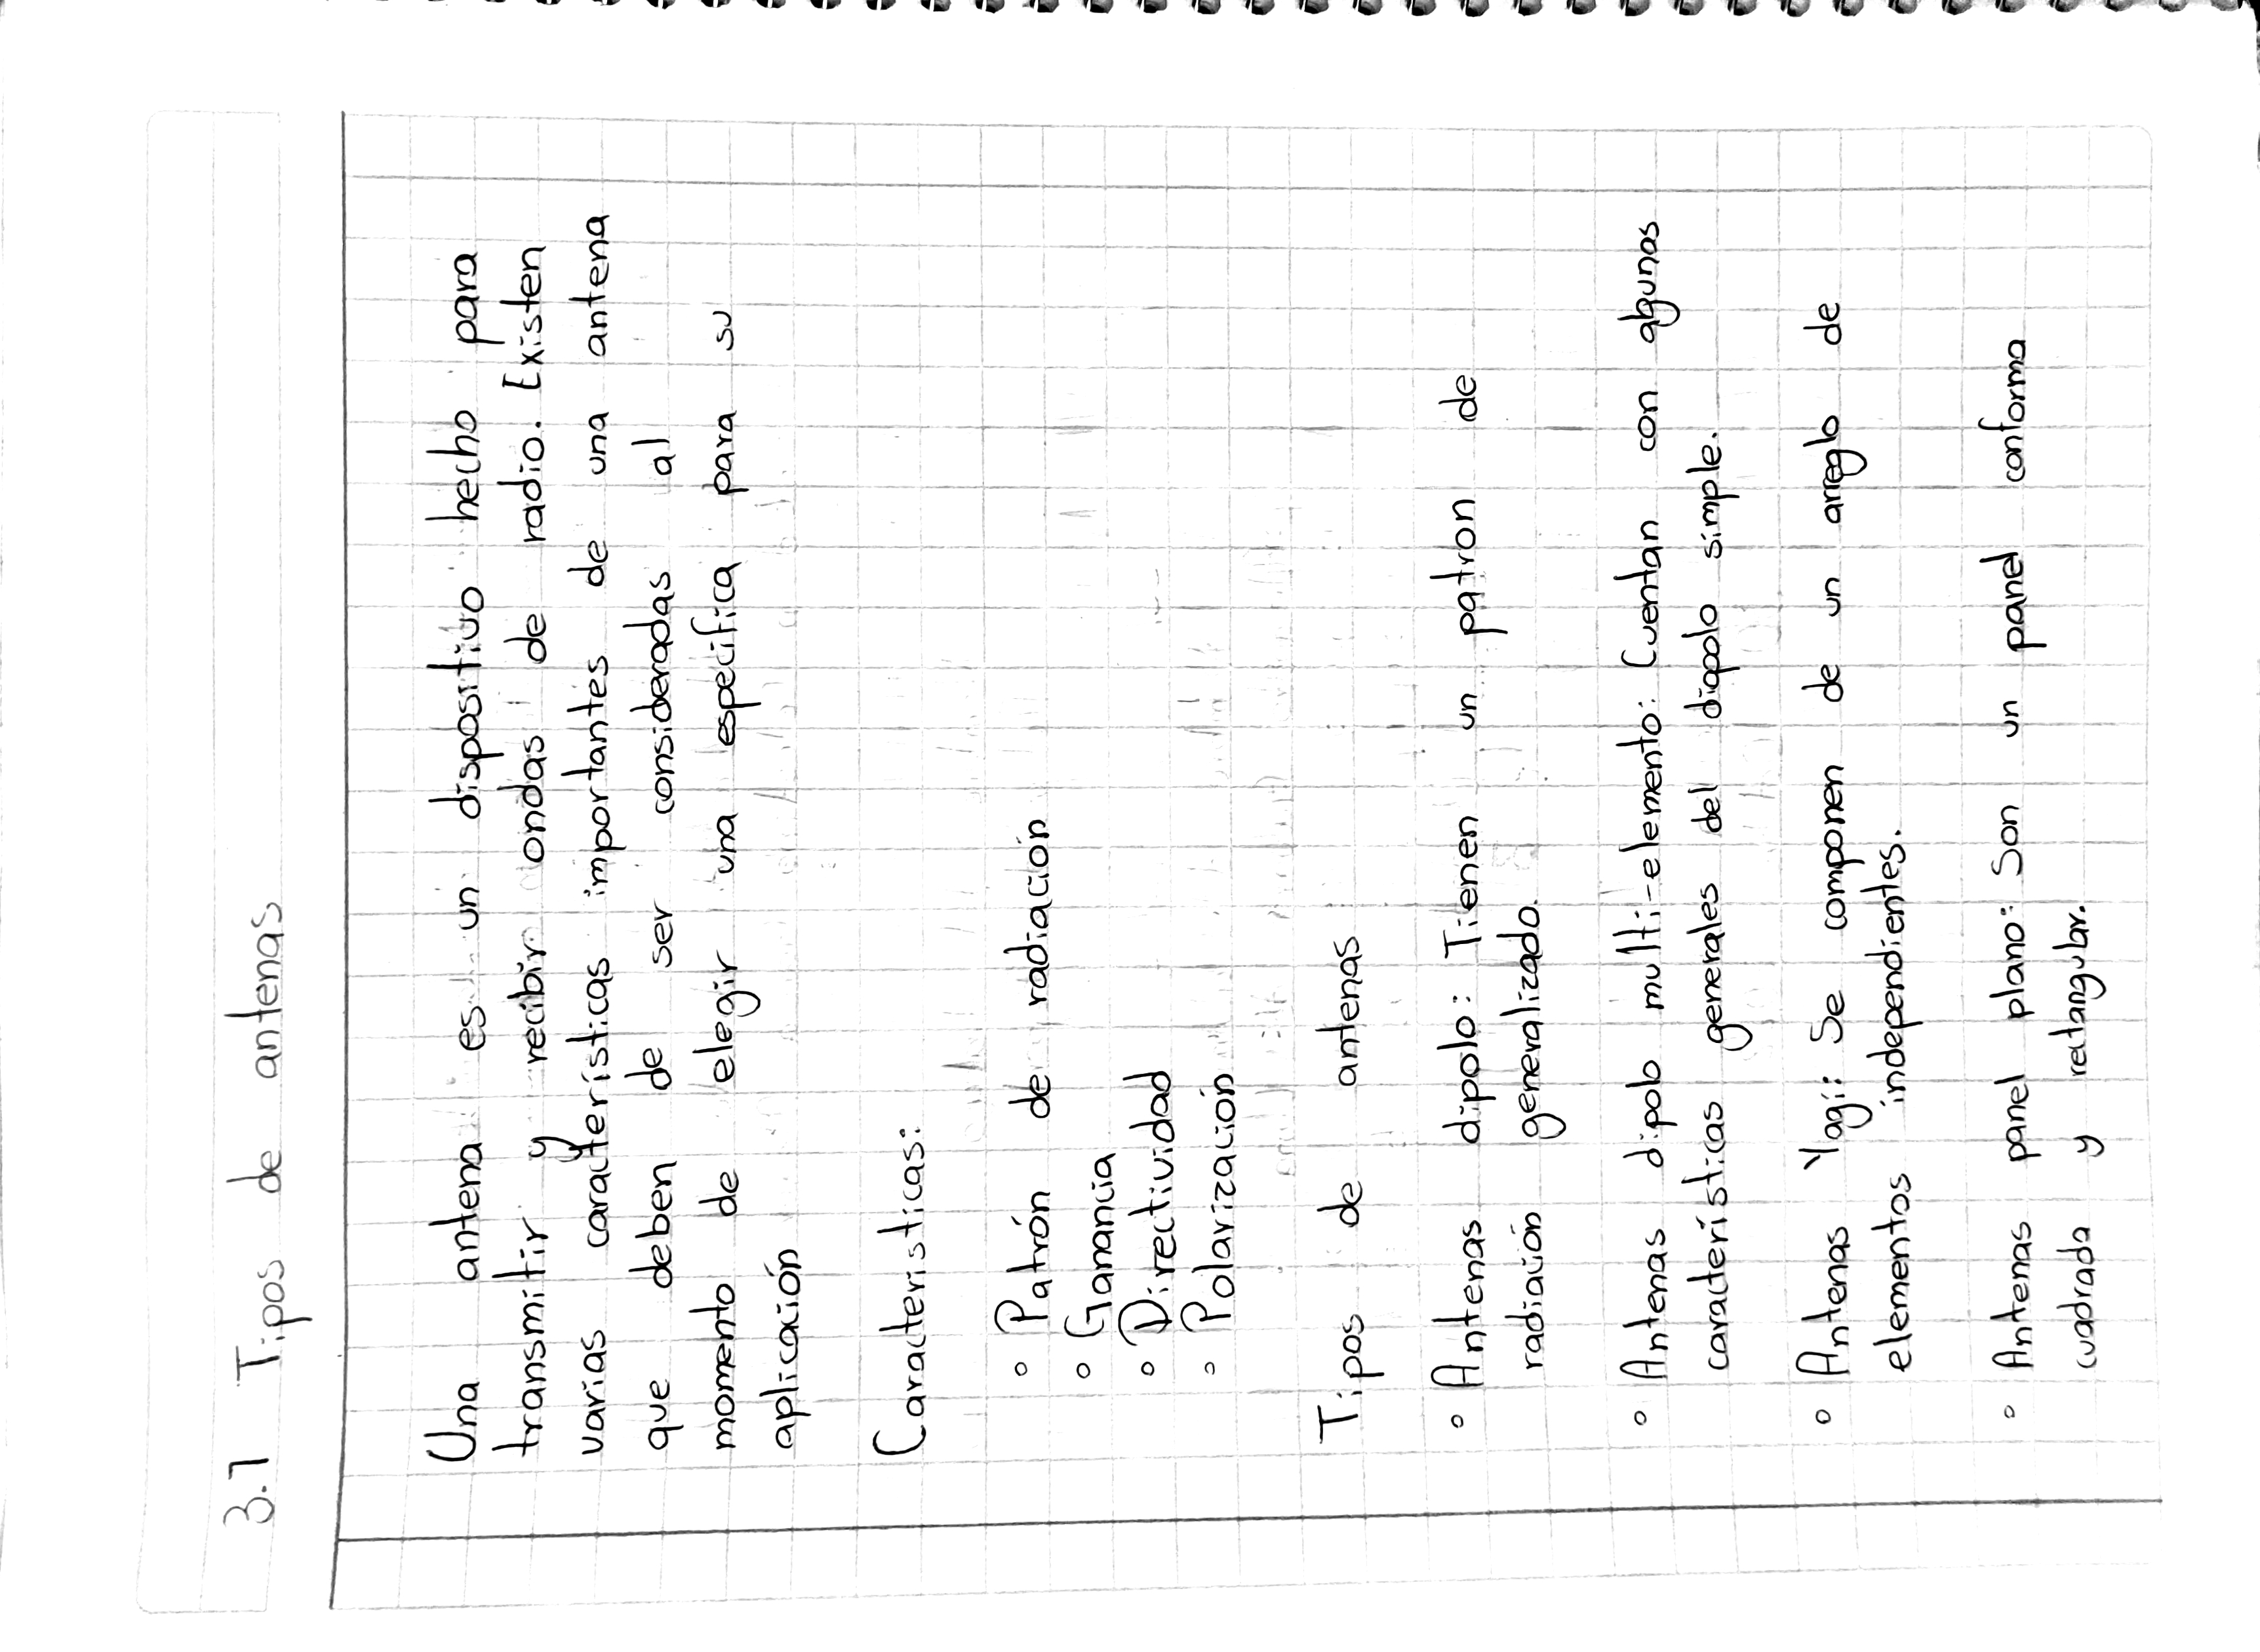 3.7 Tipos de antenas
Una antena es un dispositivo hecho para
transmitir y recibir ondas de radio. Existen
varias características importantes de una antena
que deben de ser consideradas al
momento de elegir una especifica para su
aplicación
Caracteristicas:
° Patrón de radiación
° Ganancia
° Directividad
° Polarización
Tipos de antenas
° Antenas dipolo: Tienen un patron de
radiación generalizado.
° Antenas dipolo multi-elemento: Cuentan con algunas
características generales del diqpolo simple.
° Antenas Yagi: Se componen de un arreglo de
elementos independientes.
° Antenas panel plano: Son un panel conforma
cuadrada y rectangular.